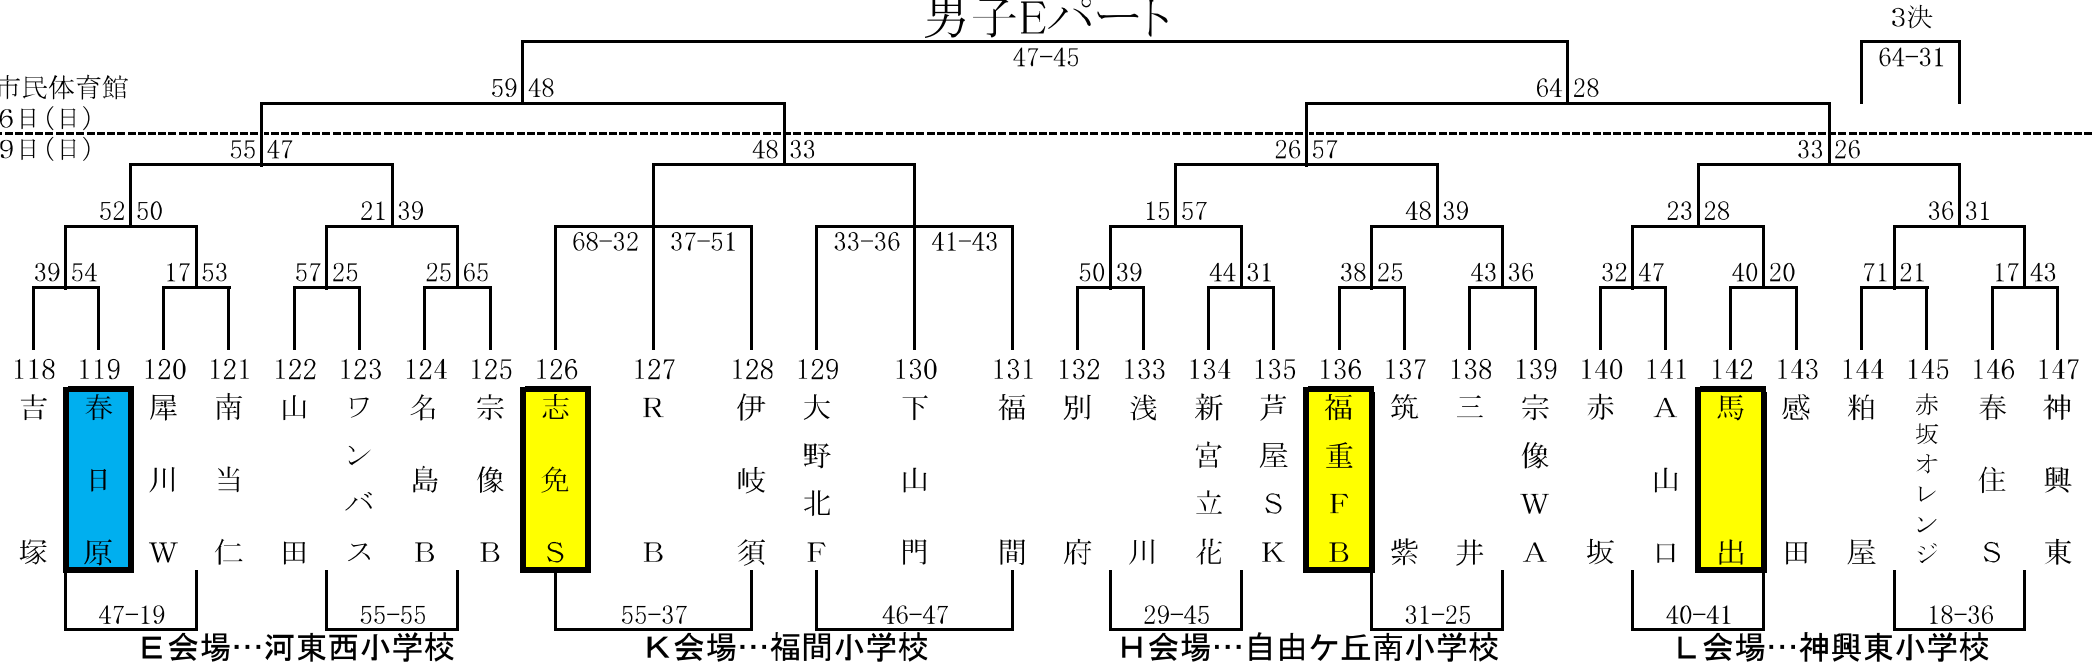 男子Eパート
3決
47-45
64-31
市民体育館
59 48
64 28
6日(日)
9日(日)
55 47
48 33
26 57
33 26
52 50
21 39
15 57
48 39
23 28
36 31
68-32
37-51
33-36
41-43
39 54
17 53
57 25
25 65
50 39
44 31
38 25
43 36
32 47
40 20
71 21
17 43
118 吉塚
119 春日原
120 犀川W
121 南当仁
122 山田
123 ワンバス
124 名島B
125 宗像B
126 志免S
127 RB
128 伊岐須
129 大野北F
130 下山門
131 福間
132 別府
133 浅川
134 新宮立花
135 芦屋SK
136 福重FB
137 筑紫
138 三井
139 宗像WA
140 赤坂
141 A山口
142 馬出
143 感田
144 粕屋
145 赤坂オレンジ
146 春住S
147 神興東
47-19
55-55
55-37
46-47
29-45
31-25
40-41
18-36
E会場…河東西小学校
K会場…福間小学校
H会場…自由ケ丘南小学校
L会場…神興東小学校